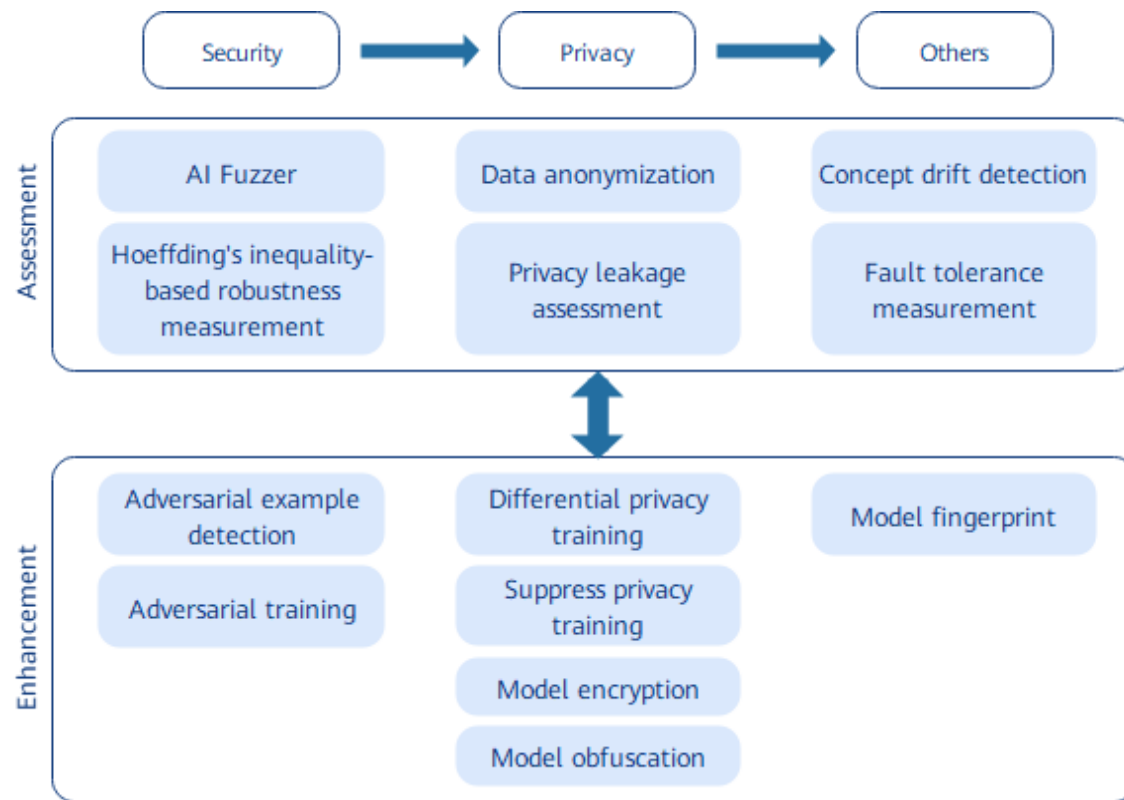 Security
Privacy
Others
Assessment
AI Fuzzer
Data anonymization
Concept drift detection
Hoeffding's inequality-
based robustness
measurement
Privacy leakage
assessment
Fault tolerance
measurement
Enhancement
Adversarial example
detection
Differential privacy
training
Model fingerprint
Adversarial training
Suppress privacy
training
Model encryption
Model obfuscation